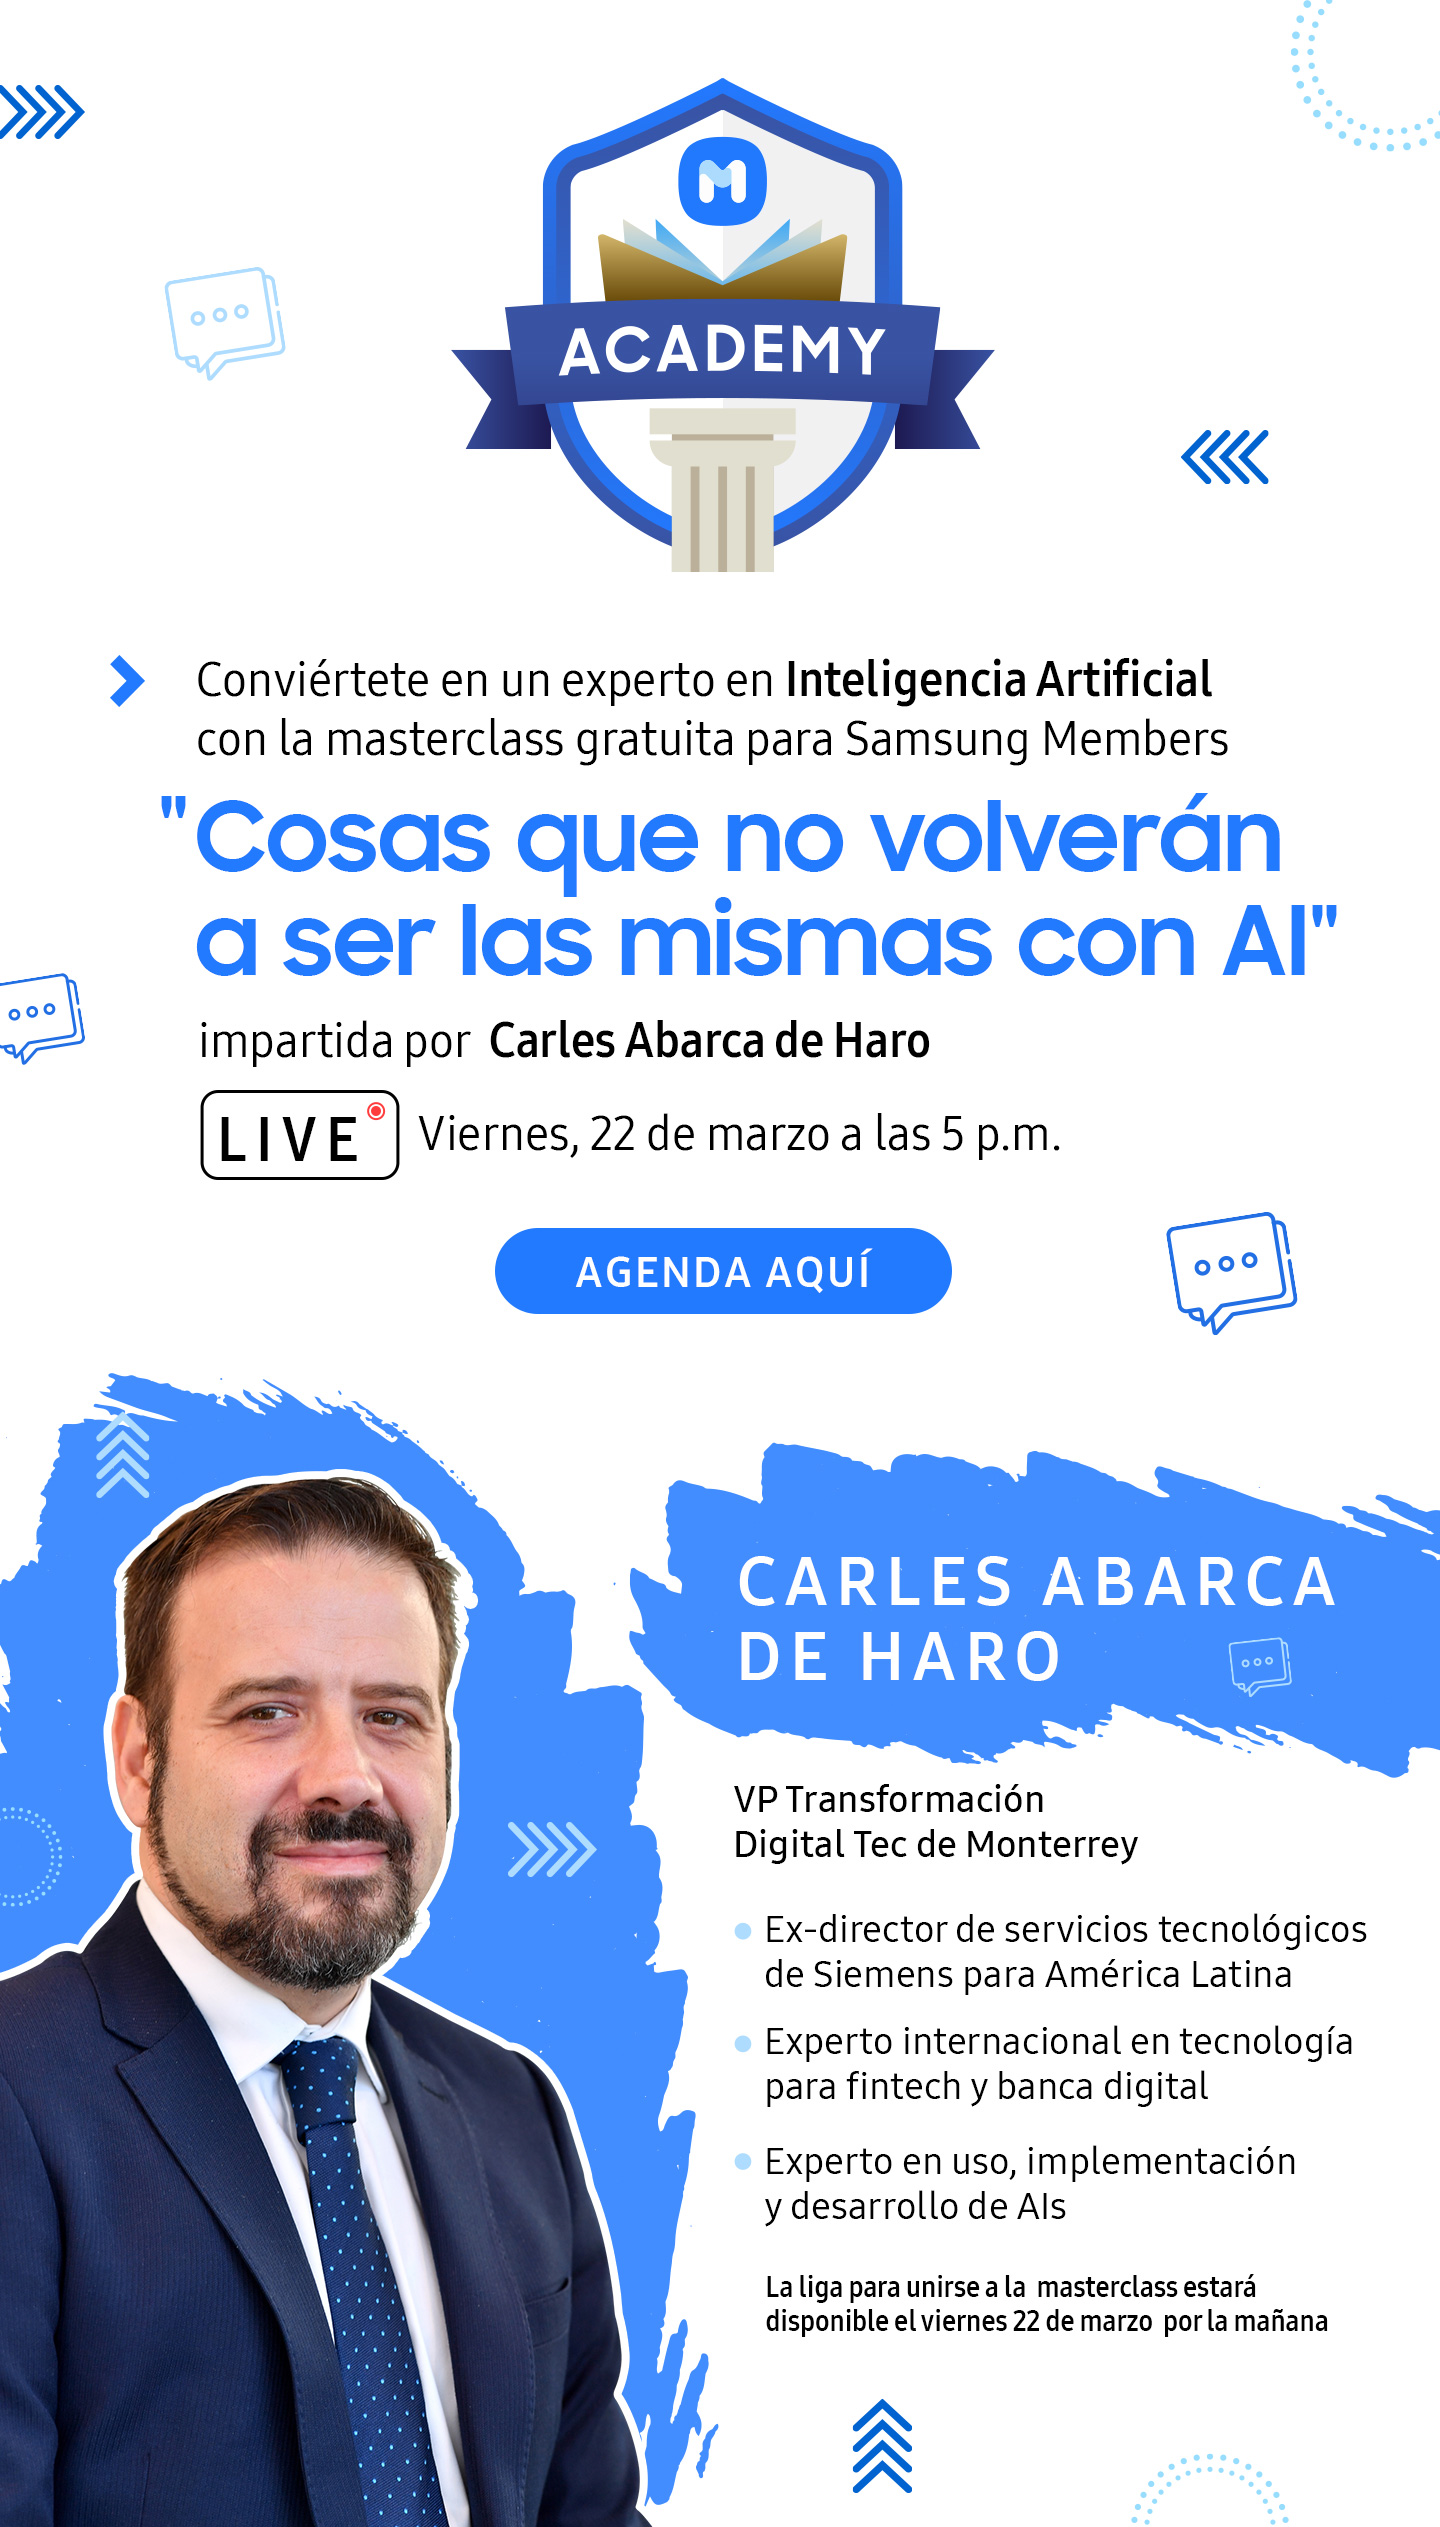 M
ACADEMY
Conviértete en un experto en Inteligencia Artificial
con la masterclass gratuita para Samsung Members
"Cosas que no volverán
a ser las mismas con AI"
impartida por Carles Abarca de Haro
LIVE Viernes, 22 de marzo a las 5 p.m.
AGENDA AQUÍ
CARLES ABARCA
DE HARO
VP Transformación
Digital Tec de Monterrey
Ex-director de servicios tecnológicos
de Siemens para América Latina
Experto internacional en tecnología
para fintech y banca digital
Experto en uso, implementación
y desarrollo de AIs
La liga para unirse a la masterclass estará
disponible el viernes 22 de marzo por la mañana